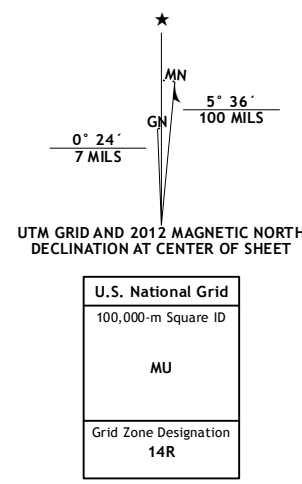 ★
MN
GN
5° 36´
100 MILS
0° 24´
7 MILS
UTM GRID AND 2012 MAGNETIC NORTH
DECLINATION AT CENTER OF SHEET
U.S. National Grid
100,000-m Square ID
MU
Grid Zone Designation
14R